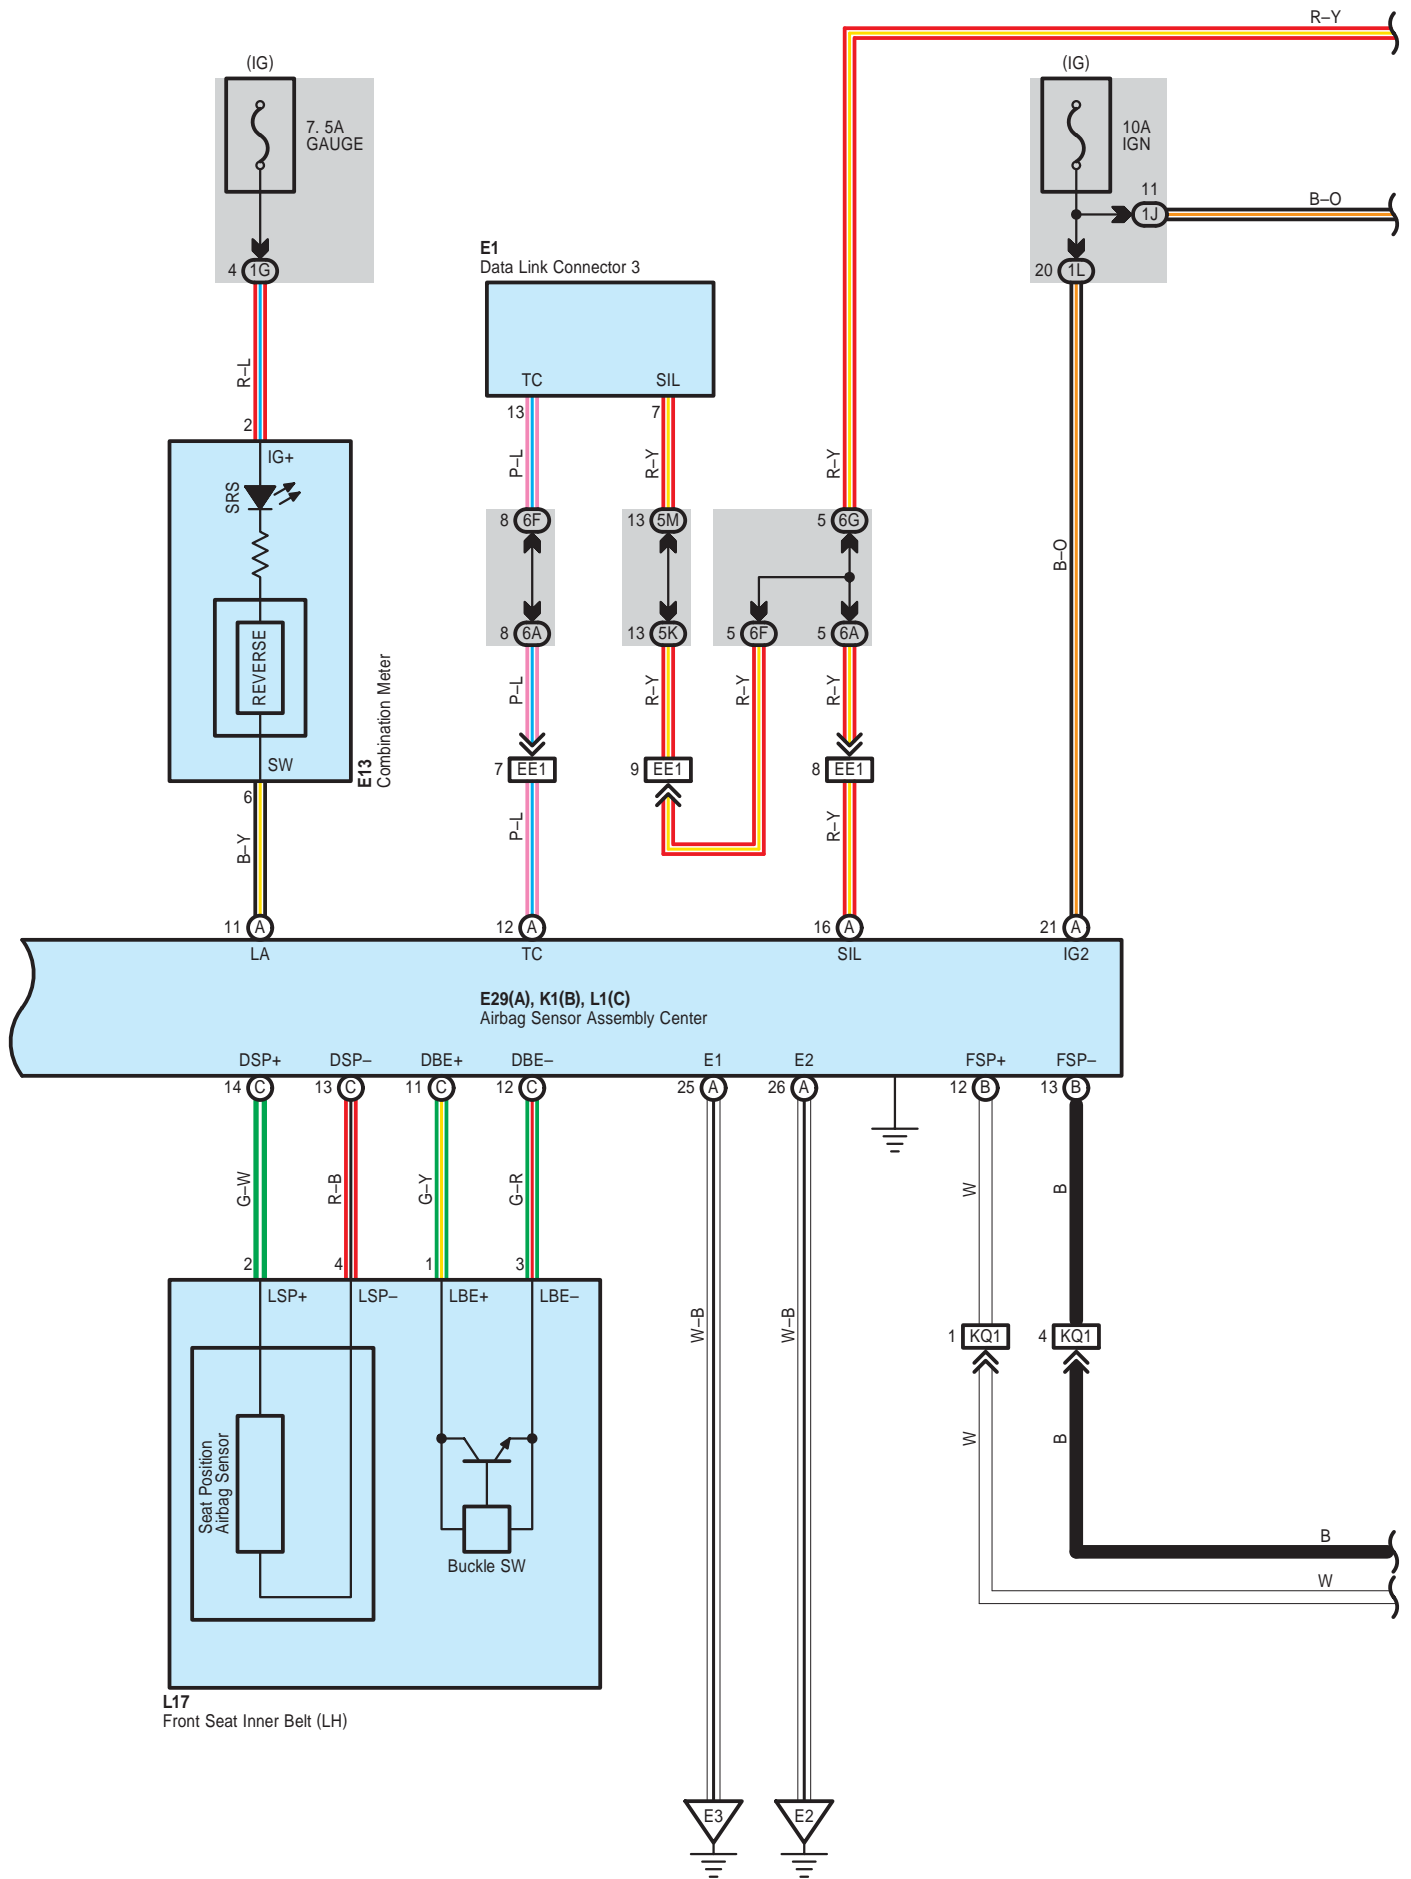 R–Y
(IG)
7. 5A
GAUGE
4 1G
(IG)
10A
IGN
11
1J
B–O
20 1L
E1
Data Link Connector 3
TC
SIL
13
7
R–L
2
P–L
R–Y
R–Y
IG+
SRS
REVERSE
SW
E13
Combination Meter
6
B–Y
8 6F
13 5M
5 6G
8 6A
13 5K
5 6F
5 6A
B–O
P–L
R–Y
R–Y
R–Y
7 EE1
9 EE1
8 EE1
P–L
R–Y
11 A
12 A
16 A
21 A
LA
TC
SIL
IG2
E29(A), K1(B), L1(C)
Airbag Sensor Assembly Center
DSP+
DSP–
DBE+
DBE–
E1
E2
FSP+
FSP–
14 C
13 C
11 C
12 C
25 A
26 A
12 B
13 B
G–W
R–B
G–Y
G–R
W
B
2
4
1
3
LSP+
LSP–
LBE+
LBE–
W–B
W–B
1 KQ1
4 KQ1
Seat Position
Airbag Sensor
Buckle SW
W
B
B
W
L17
Front Seat Inner Belt (LH)
E3
E2